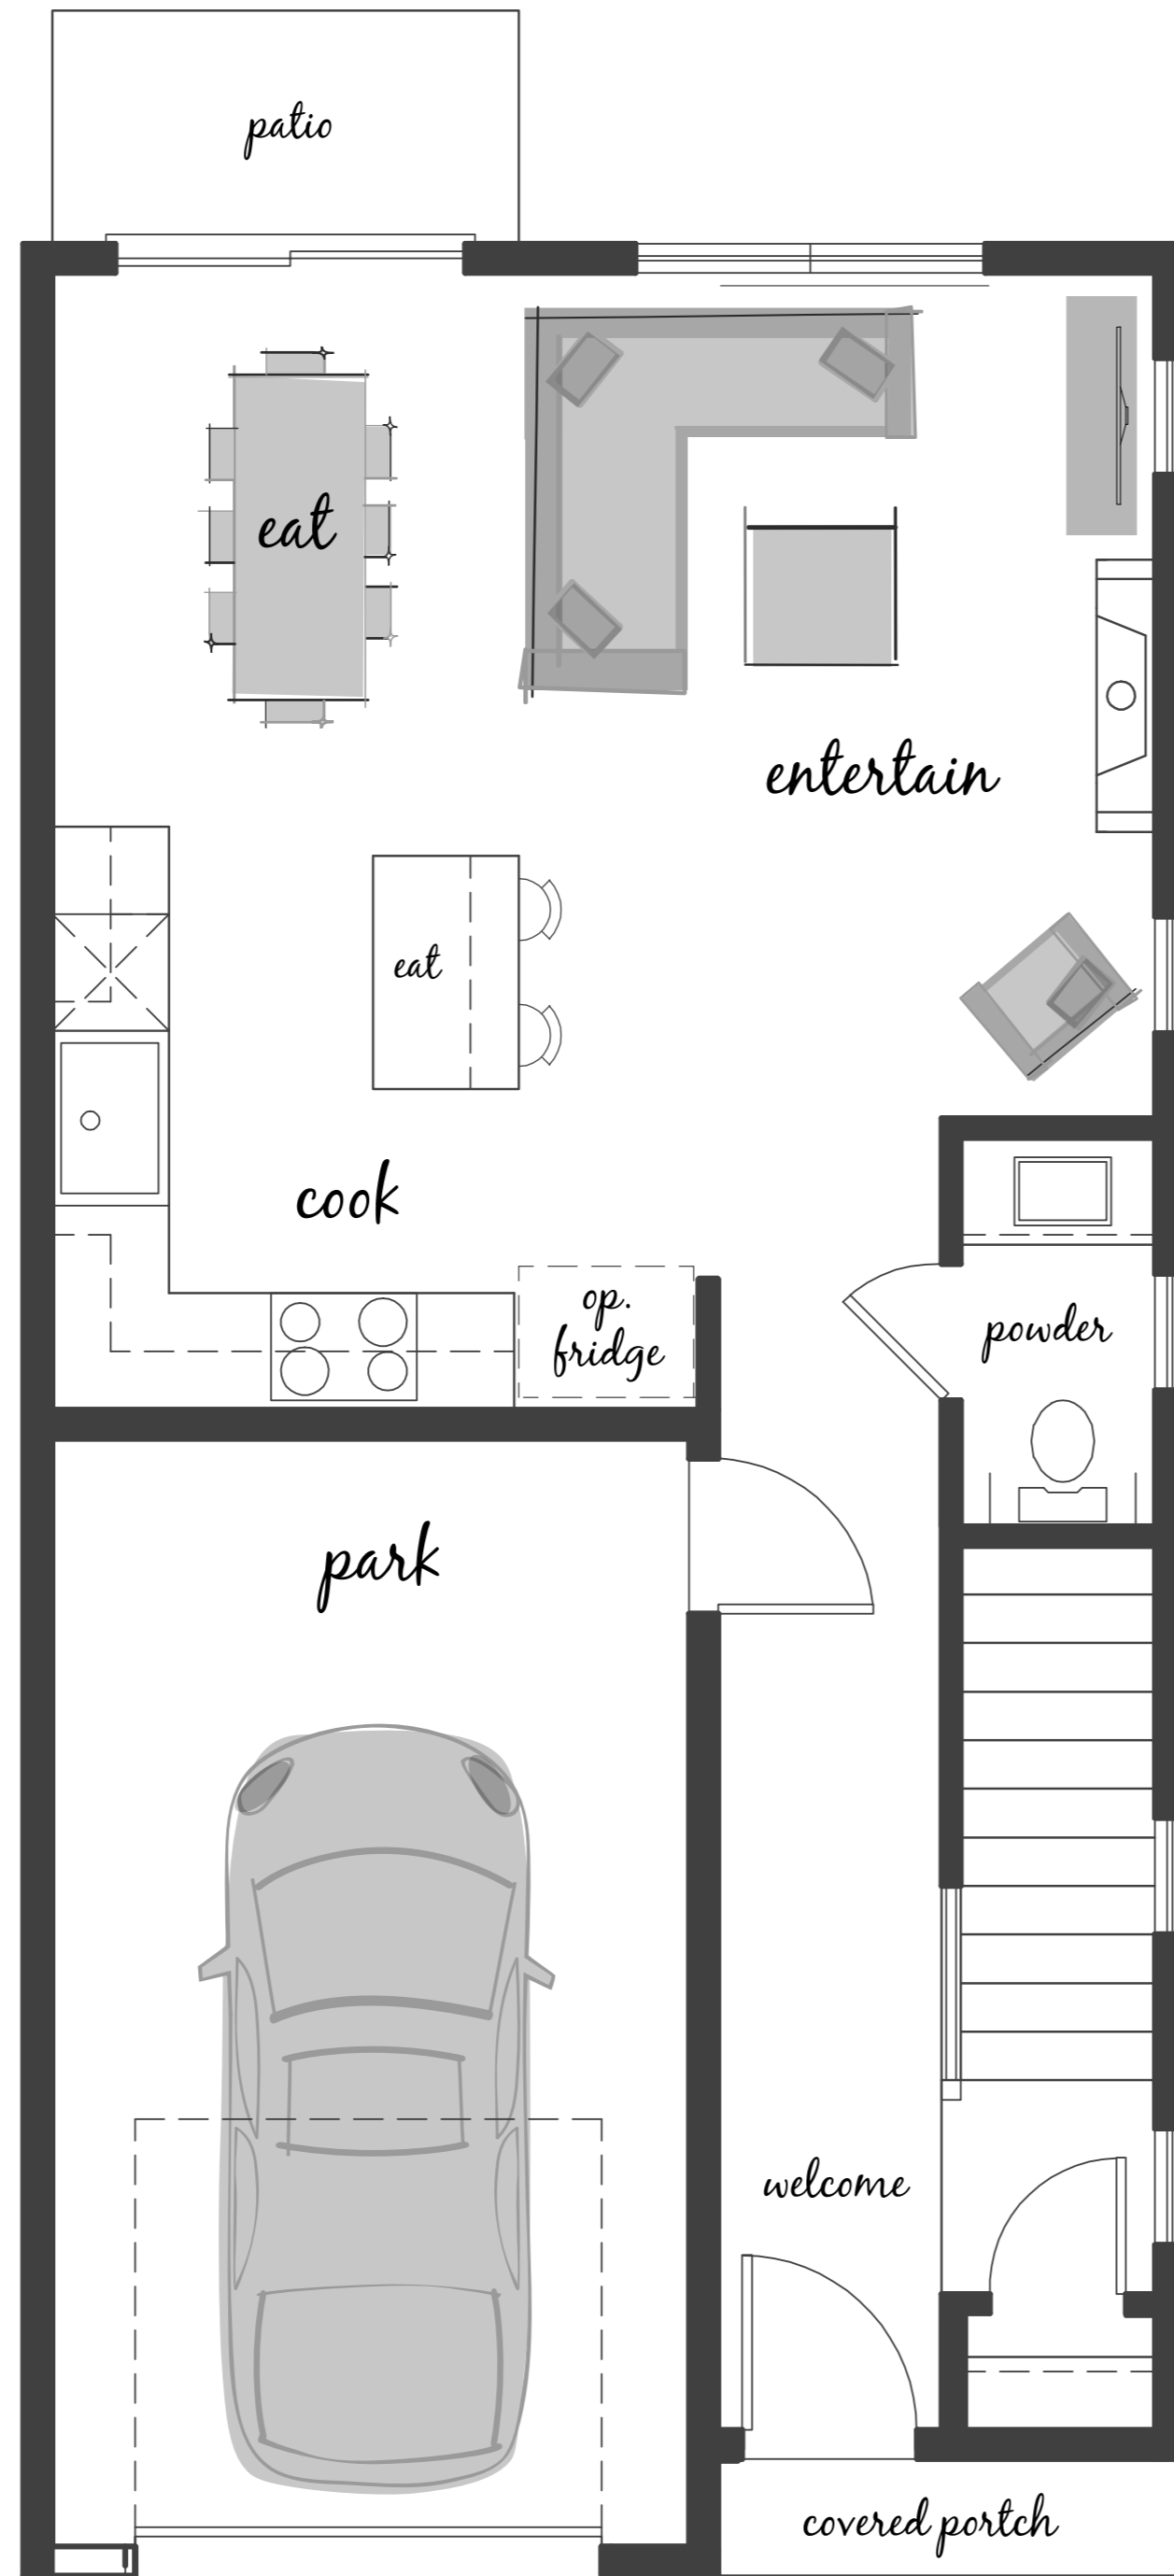 patio
eat
entertain
eat
cook
op.
fridge
powder
park
welcome
covered portch